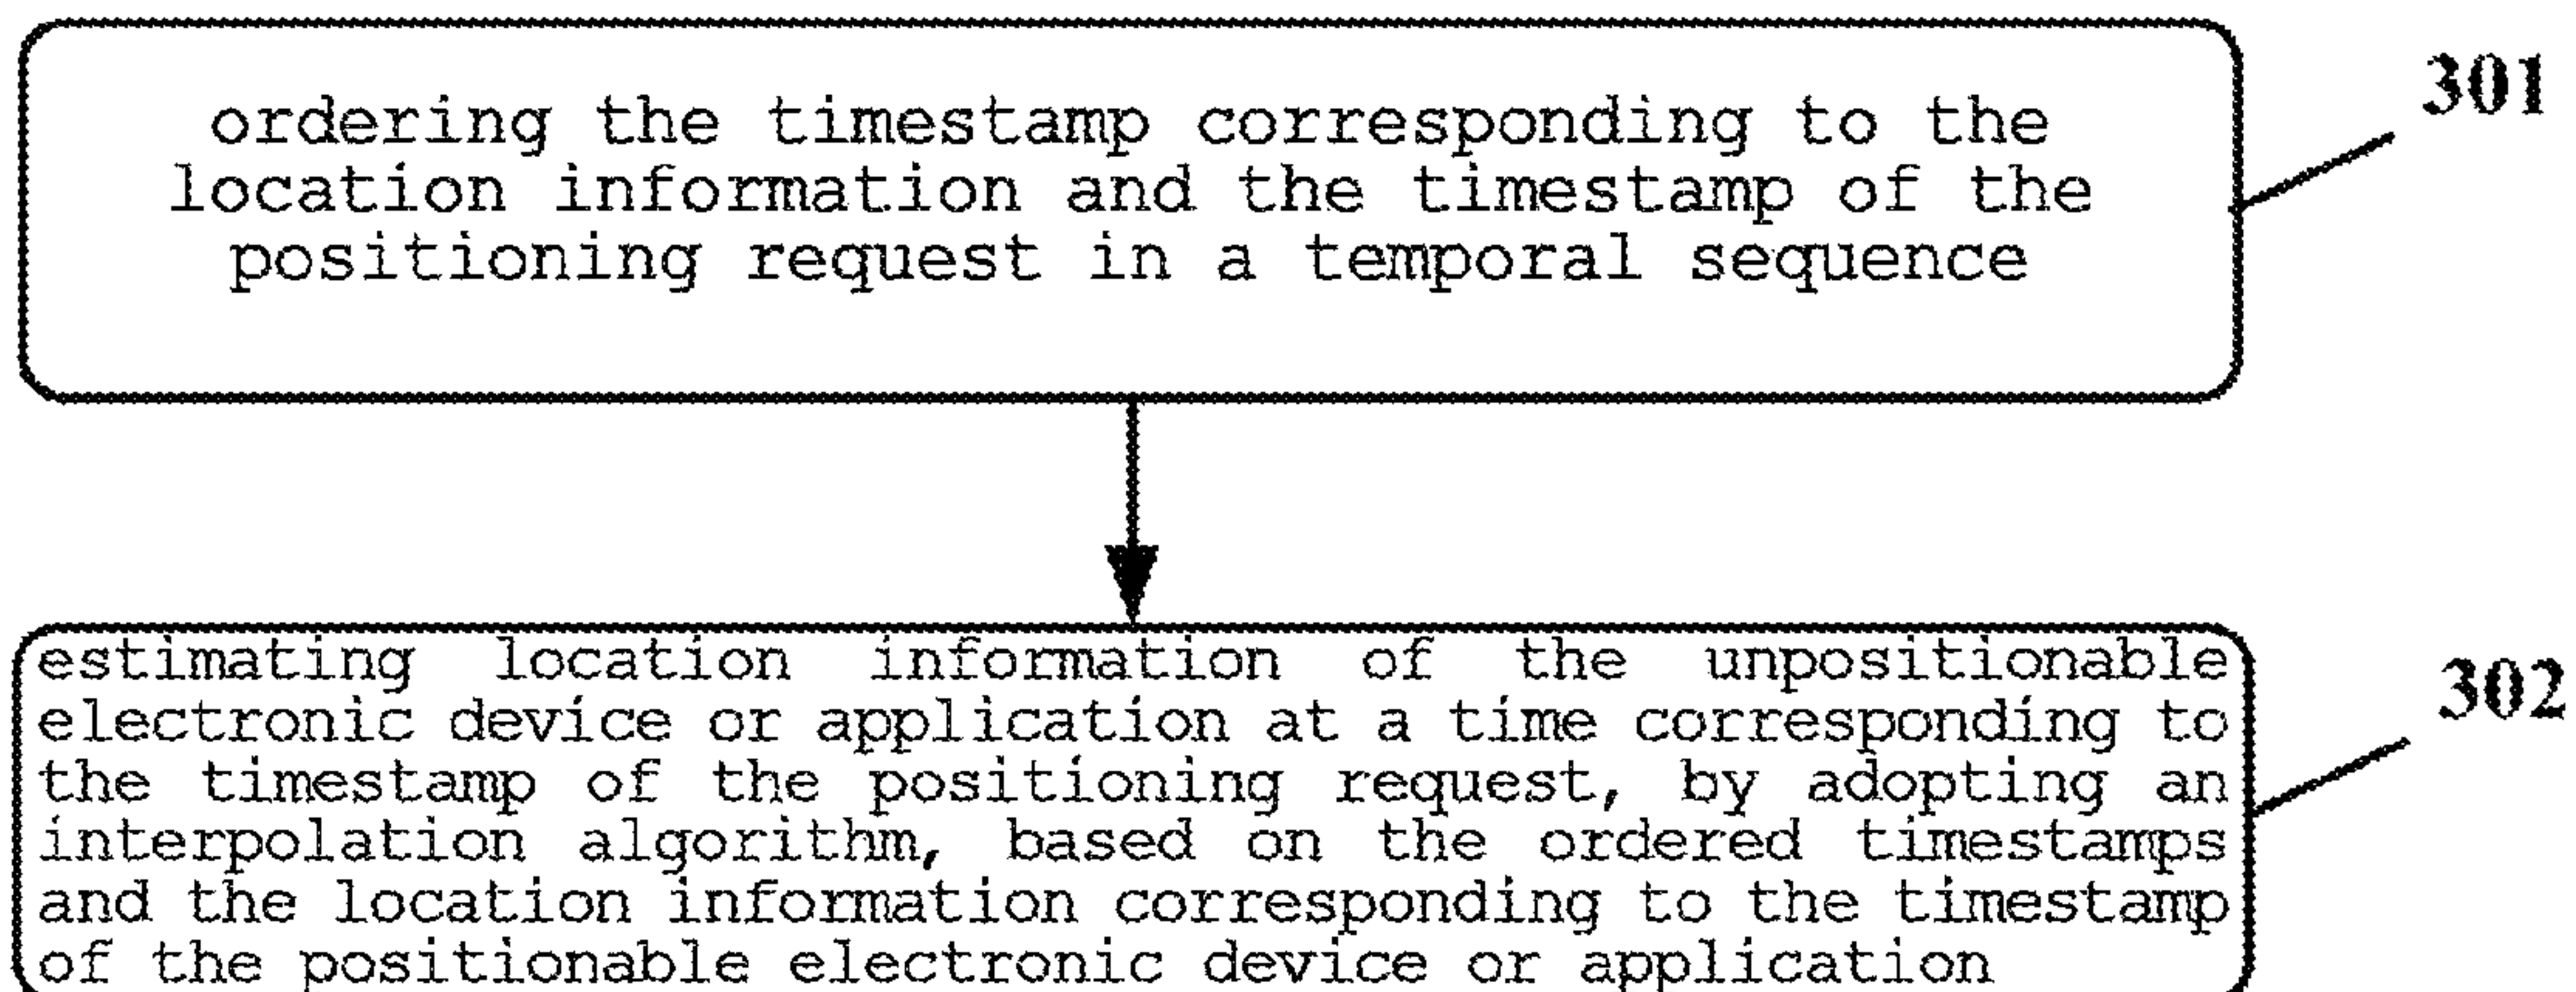 ordering the timestamp corresponding to the
location information and the timestamp of the
positioning request in a temporal sequence
301
estimating location information of the unpositionable
electronic device or application at a time corresponding to
the timestamp of the positioning request, by adopting an
interpolation algorithm, based on the ordered timestamps
and the location information corresponding to the timestamp
of the positionable electronic device or application
302